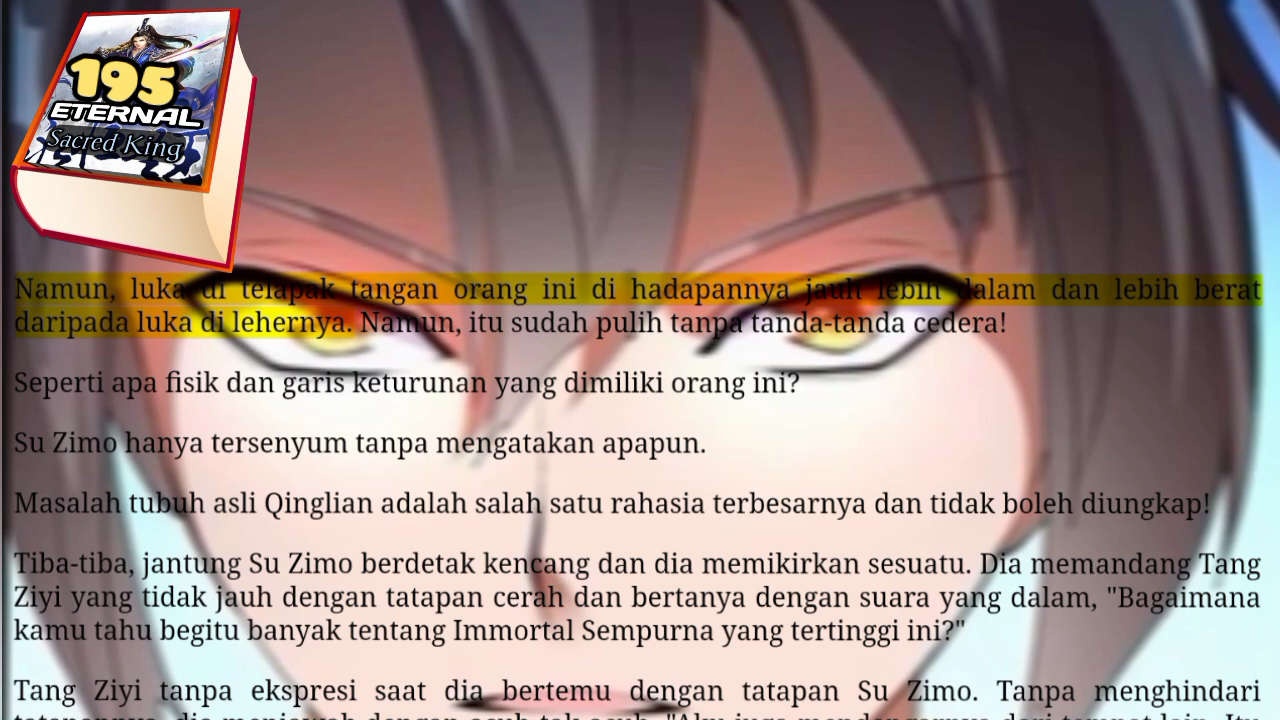 195
ETERNAL
Sacred King
Namun, luka di telapak tangan orang ini di hadapannya jauh lebih dalam dan lebih berat
daripada luka di lehernya. Namun, itu sudah pulih tanpa tanda-tanda cedera!
Seperti apa fisik dan garis keturunan yang dimiliki orang ini?
Su Zimo hanya tersenyum tanpa mengatakan apapun.
Masalah tubuh asli Qinglian adalah salah satu rahasia terbesarnya dan tidak boleh diungkap!
Tiba-tiba, jantung Su Zimo berdetak kencang dan dia memikirkan sesuatu. Dia memandang Tang
Ziyi yang tidak jauh dengan tatapan cerah dan bertanya dengan suara yang dalam, "Bagaimana
kamu tahu begitu banyak tentang Immortal Sempurna yang tertinggi ini?"
Tang Ziyi tanpa ekspresi saat dia bertemu dengan tatapan Su Zimo. Tanpa menghindari